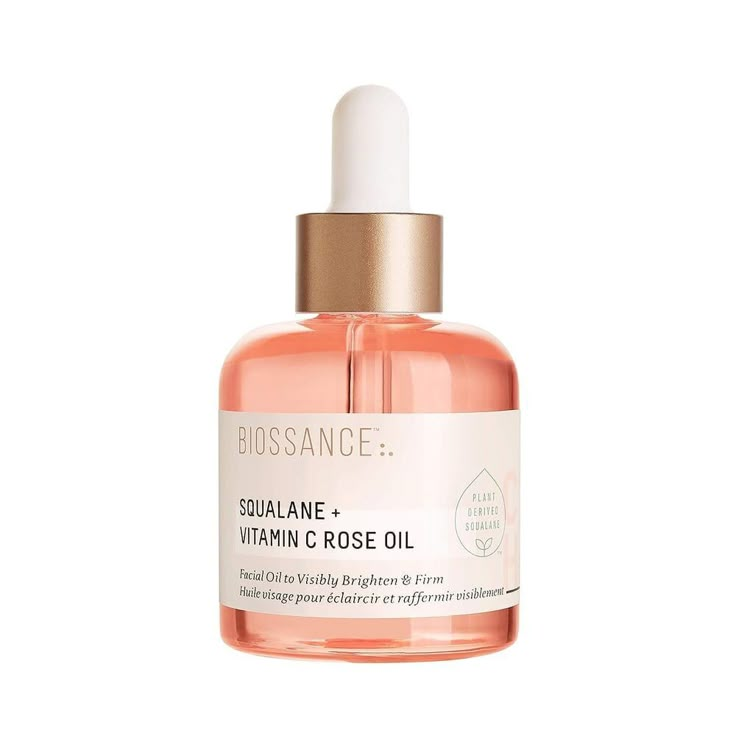 BIOSSANCE™
SQUALANE +
VITAMIN C ROSE OIL
PLANT
DERIVED
SQUALANE
™
Facial Oil to Visibly Brighten & Firm
Huile visage pour éclaircir et raffermir visiblement